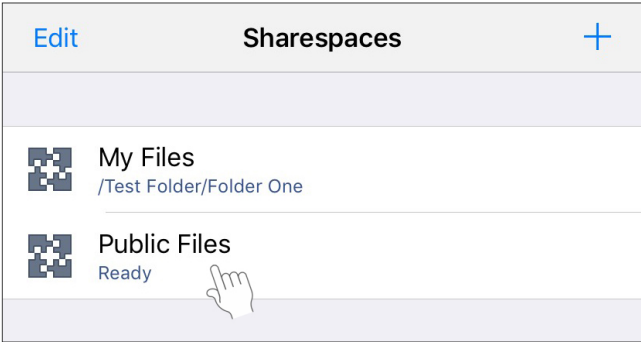 Edit Sharespaces +
My Files
/Test Folder/Folder One
Public Files
Ready